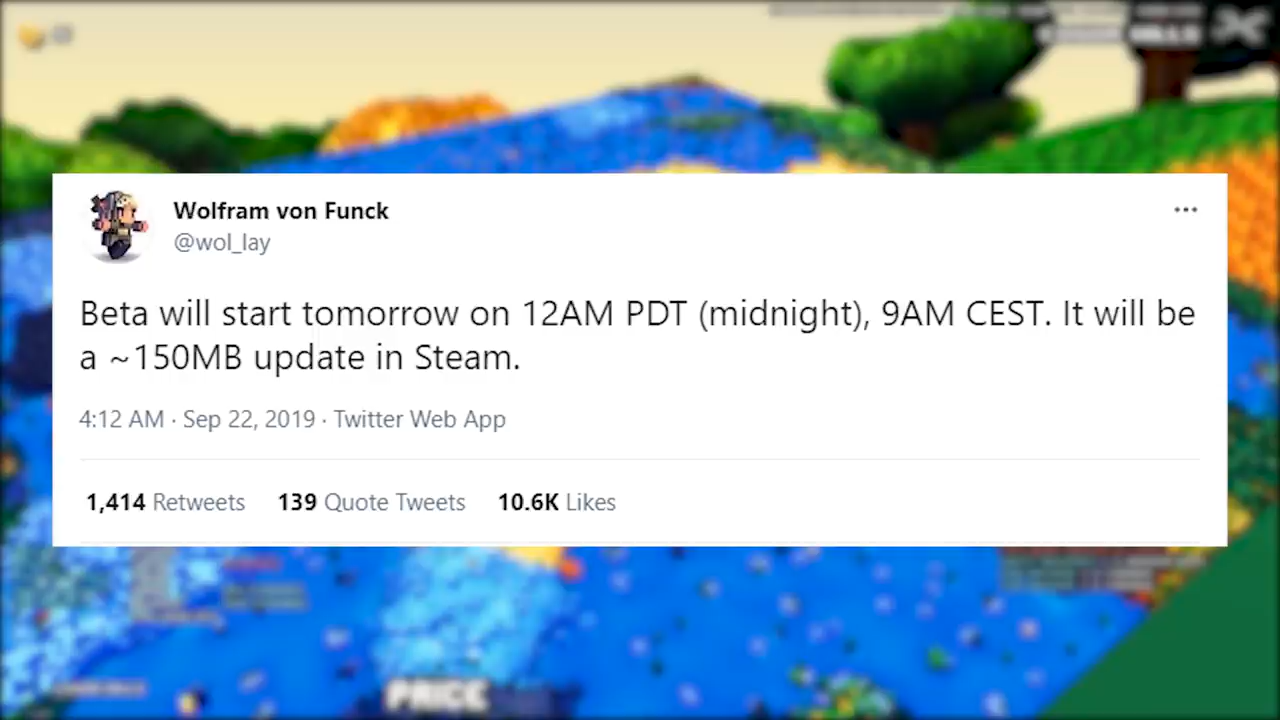 Wolfram von Funck
@wol_lay
Beta will start tomorrow on 12AM PDT (midnight), 9AM CEST. It will be
a ~150MB update in Steam.
4:12 AM · Sep 22, 2019 · Twitter Web App
1,414 Retweets 139 Quote Tweets 10.6K Likes